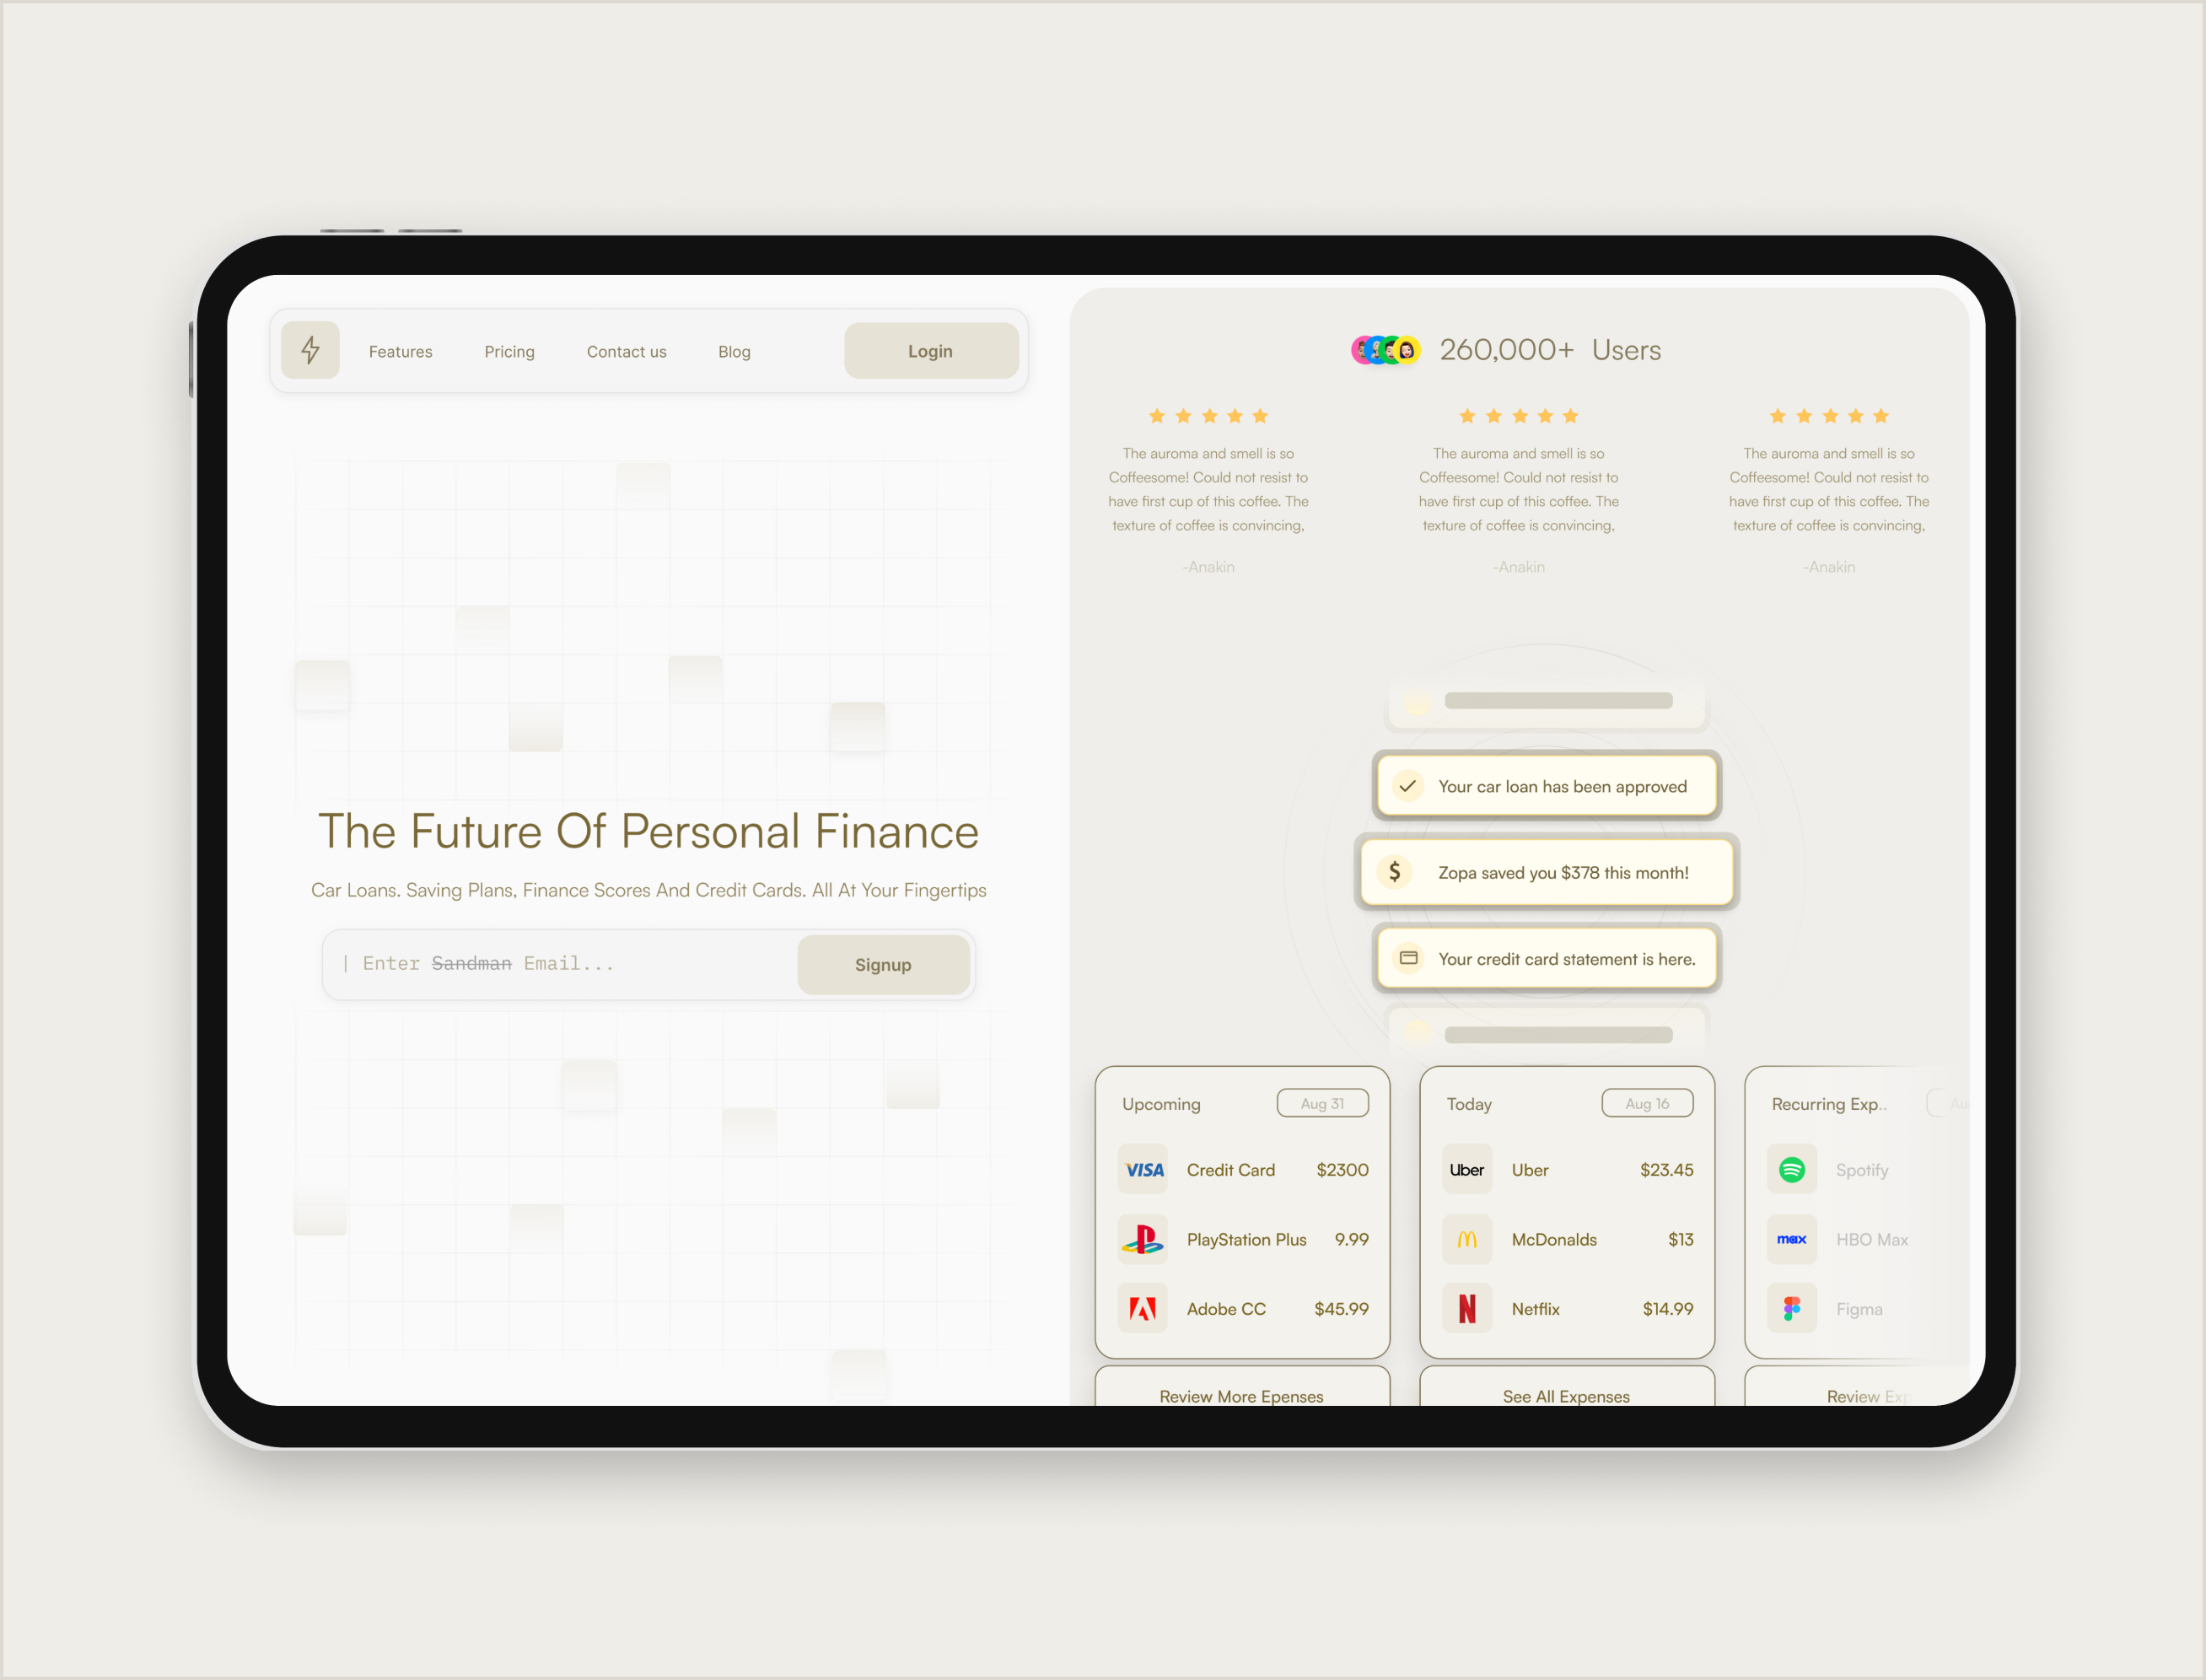 Features Pricing Contact us Blog Login
The Future Of Personal Finance
Car Loans. Saving Plans, Finance Scores And Credit Cards. All At Your Fingertips
| Enter Sandman Email... Signup
260,000+ Users
The auroma and smell is so
Coffeesome! Could not resist to
have first cup of this coffee. The
texture of coffee is convincing,
-Anakin
The auroma and smell is so
Coffeesome! Could not resist to
have first cup of this coffee. The
texture of coffee is convincing,
-Anakin
The auroma and smell is so
Coffeesome! Could not resist to
have first cup of this coffee. The
texture of coffee is convincing,
-Anakin
Your car loan has been approved
$ Zopa saved you $378 this month!
Your credit card statement is here.
Upcoming Aug 31
VISA Credit Card $2300
PlayStation Plus 9.99
Adobe CC $45.99
Review More Epenses
Today Aug 16
Uber Uber $23.45
McDonalds $13
Netflix $14.99
See All Expenses
Recurring Exp..
Spotify
max HBO Max
Figma
Review